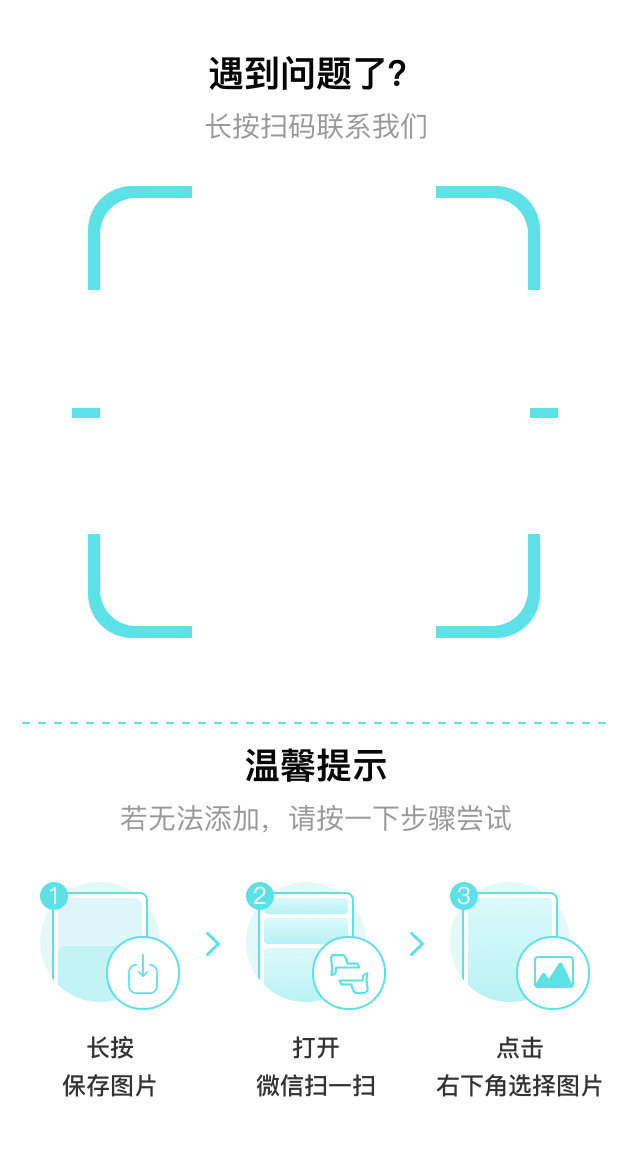 遇到问题了?
长按扫码联系我们
温馨提示
若无法添加，请按一下步骤尝试
1
2
3
长按
保存图片
打开
微信扫一扫
点击
右下角选择图片